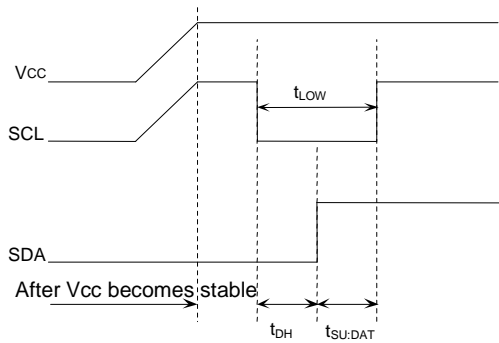 VCC
tLOW
SCL
SDA
After Vcc becomes stable
tDH
tSU:DAT